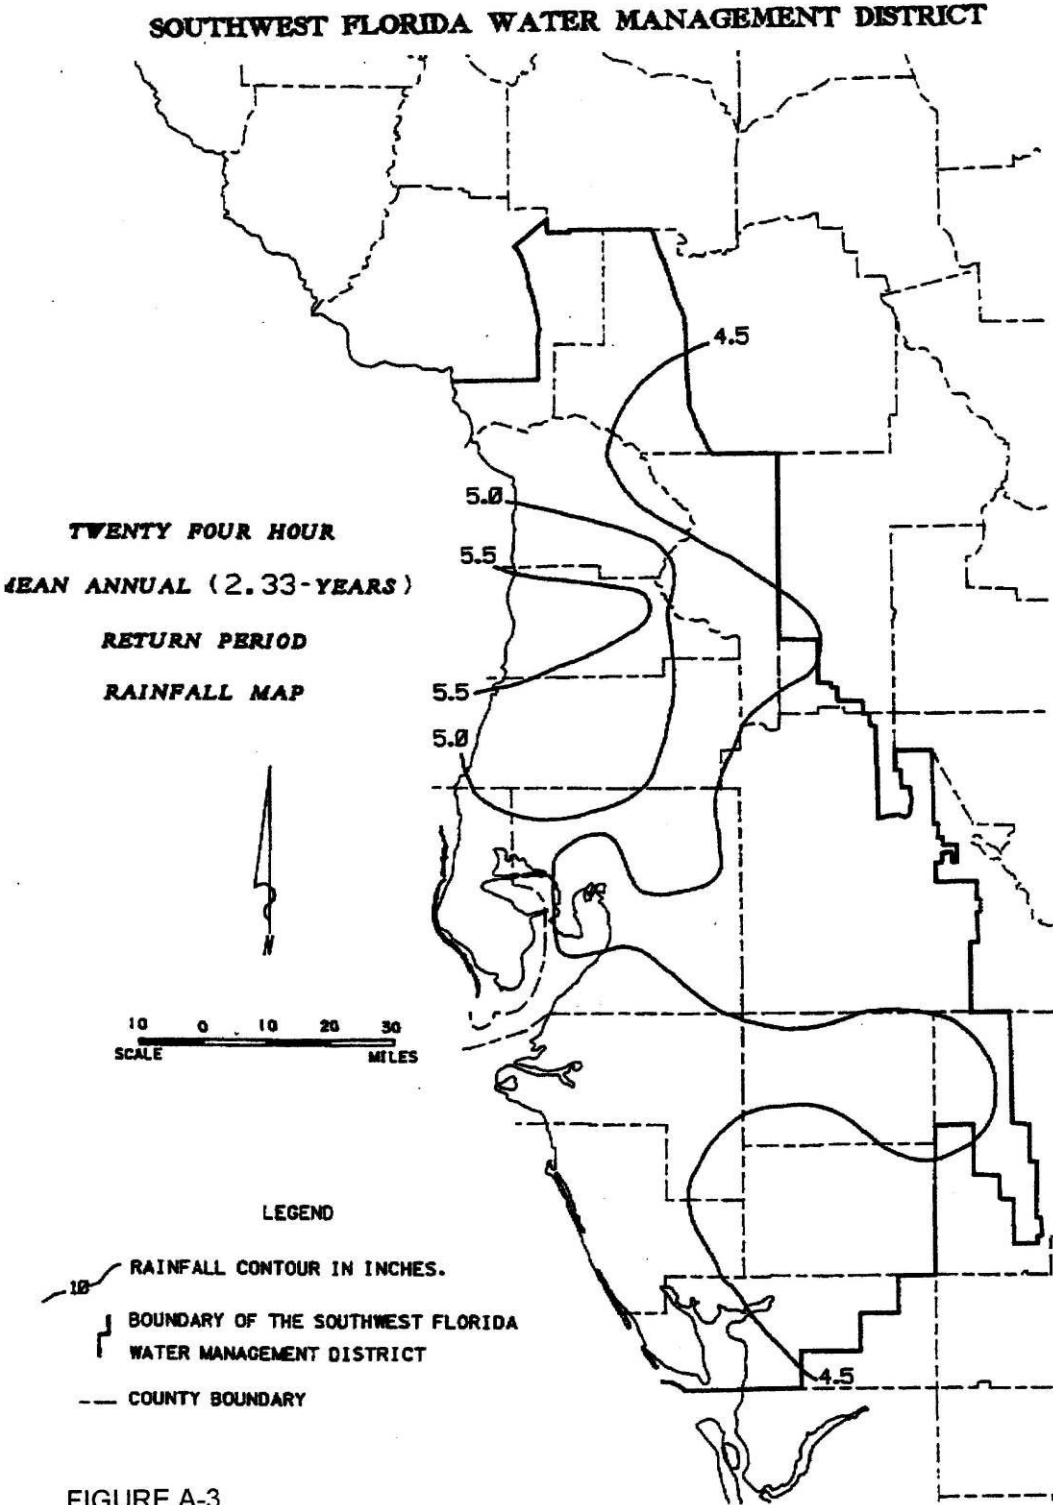 SOUTHWEST FLORIDA WATER MANAGEMENT DISTRICT
4.5
5.0
TWENTY FOUR HOUR
5.5
MEAN ANNUAL (2.33-YEARS)
RETURN PERIOD
RAINFALL MAP
5.5
5.0
N
10 0 10 20 30
SCALE MILES
LEGEND
10 RAINFALL CONTOUR IN INCHES.
BOUNDARY OF THE SOUTHWEST FLORIDA
WATER MANAGEMENT DISTRICT
COUNTY BOUNDARY
4.5
FIGURE A-3